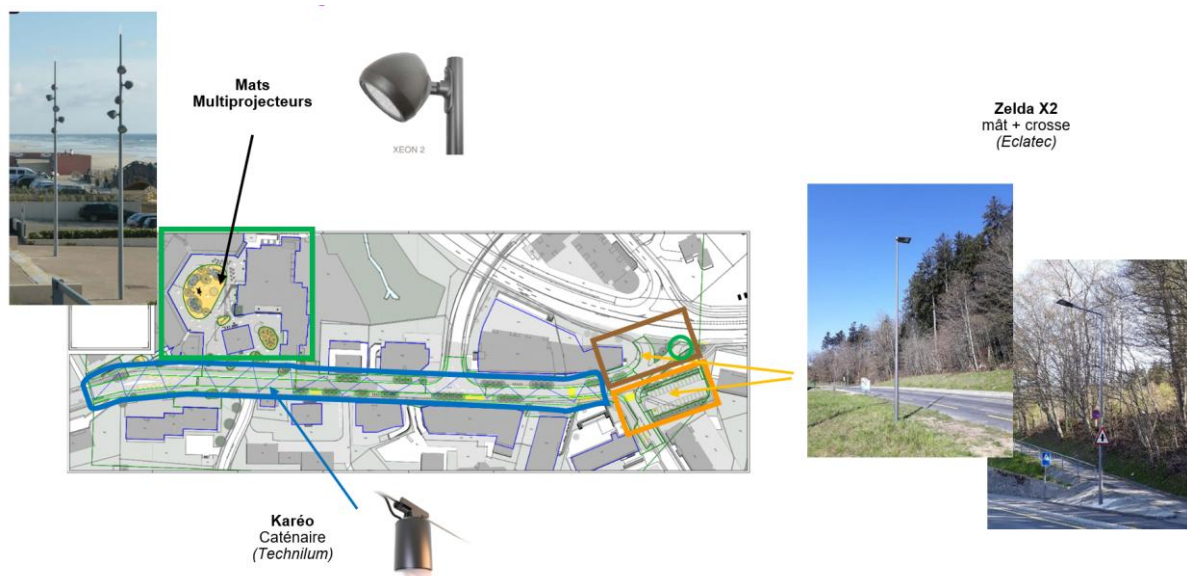 Mats
Multiprojecteurs
XEON 2
Zelda X2
mât + crosse
(Eclatec)
Karéo
Caténaire
(Technilum)